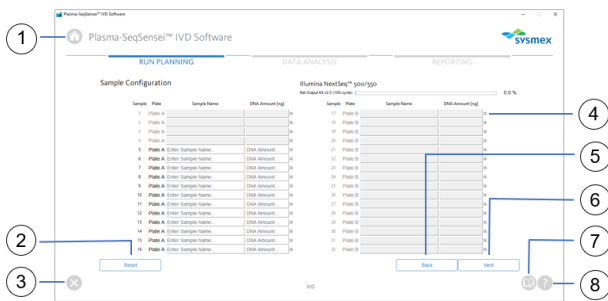 Plasma-SeqSensei™ IVD Software
1
Plasma-SeqSensei™ IVD Software
sysmex
RUN PLANNING DATA ANALYSIS REPORTING
Sample Configuration
Illumina NextSeq™ 500/550
Mid Output Kit v2.5 (150 cycle) 0.0 %
Sample Plate Sample Name DNA Amount [ng] Sample Plate Sample Name DNA Amount [ng]
1 Plate A 17 Plate B 4
2 Plate A 18 Plate B
3 Plate A 19 Plate B
4 Plate A 20 Plate B
5 Plate A Enter Sample Name... DNA Amount... 21 Plate B 5
6 Plate A Enter Sample Name... DNA Amount... 22 Plate B
7 Plate A Enter Sample Name... DNA Amount... 23 Plate B
8 Plate A Enter Sample Name... DNA Amount... 24 Plate B
9 Plate A Enter Sample Name... DNA Amount... 25 Plate B
10 Plate A Enter Sample Name... DNA Amount... 26 Plate B 6
11 Plate A Enter Sample Name... DNA Amount... 27 Plate B
12 Plate A Enter Sample Name... DNA Amount... 28 Plate B
13 Plate A Enter Sample Name... DNA Amount... 29 Plate B
14 Plate A Enter Sample Name... DNA Amount... 30 Plate B
2 15 Plate A Enter Sample Name... DNA Amount... 31 Plate B 7
16 Plate A Enter Sample Name... DNA Amount... 32 Plate B
Reset Back Next
3 ? 8
IVD